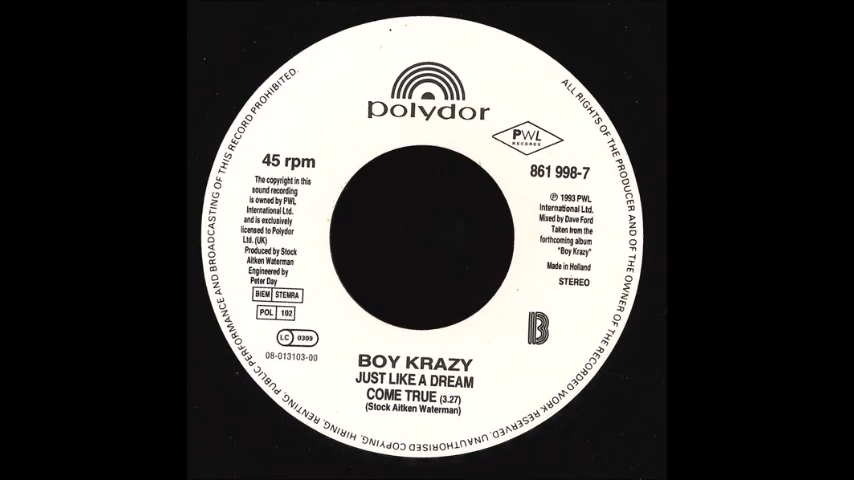 polydor
PWL
RECORDS
45 rpm
The copyright in this
sound recording
is owned by PWL
International Ltd.
and is exclusively
licensed to Polydor
Ltd. (UK)
Produced by Stock
Aitken Waterman
Engineered by
Peter Day
BIEM STEMRA
POL 102
LC 0309
08-013103-00
861 998-7
℗ 1993 PWL
International Ltd.
Mixed by Dave Ford
Taken from the
forthcoming album
"Boy Krazy"
Made in Holland
STEREO
B
BOY KRAZY
JUST LIKE A DREAM
COME TRUE (3.27)
(Stock Aitken Waterman)
ALL RIGHTS OF THE PRODUCER AND OF THE OWNER OF THE RECORDED WORK RESERVED. UNAUTHORISED COPYING, HIRING, RENTING, PUBLIC PERFORMANCE AND BROADCASTING OF THIS RECORD PROHIBITED.